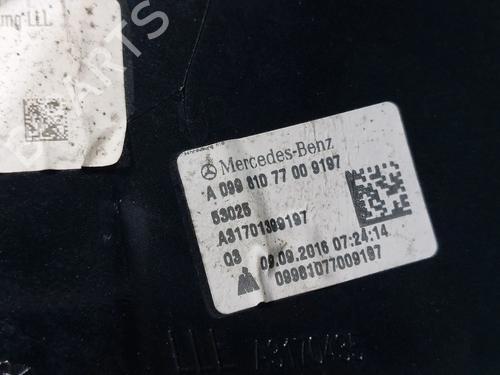 Mercedes-Benz
A 099 810 77 00 9197
53025
A31701399197
Q3 09.09.2016 07:24:14
09981077009197